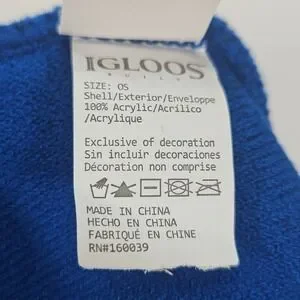 IGLOOS
SIZE: OS
Shell/Exterior/Enveloppe
100% Acrylic/Acrílico
/Acrylique
Exclusive of decoration
Sin incluir decoraciones
Décoration non comprise
MADE IN CHINA
HECHO EN CHINA
FABRIQUÉ EN CHINE
RN#160039